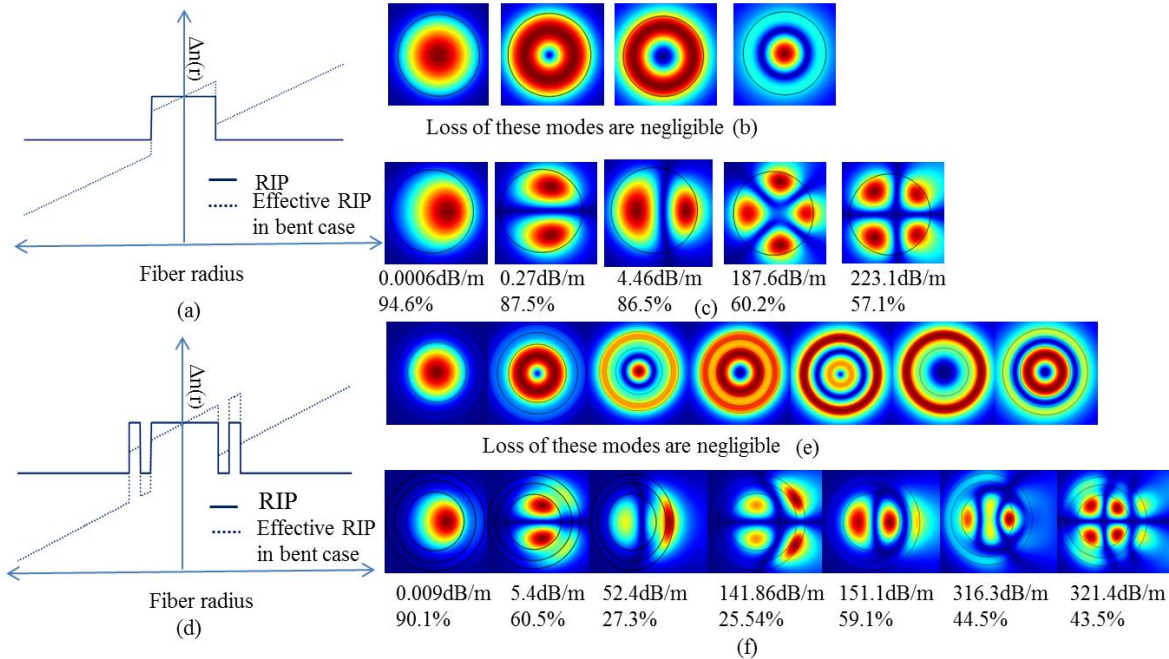 Δn(r)
RIP
Effective RIP
in bent case
Fiber radius
(a)
Loss of these modes are negligible (b)
0.0006dB/m 0.27dB/m 4.46dB/m 187.6dB/m 223.1dB/m
94.6% 87.5% 86.5% (c) 60.2% 57.1%
Δn(r)
RIP
Effective RIP
in bent case
Fiber radius
(d)
Loss of these modes are negligible (e)
0.009dB/m 5.4dB/m 52.4dB/m 141.86dB/m 151.1dB/m 316.3dB/m 321.4dB/m
90.1% 60.5% 27.3% 25.54% 59.1% 44.5% 43.5%
(f)